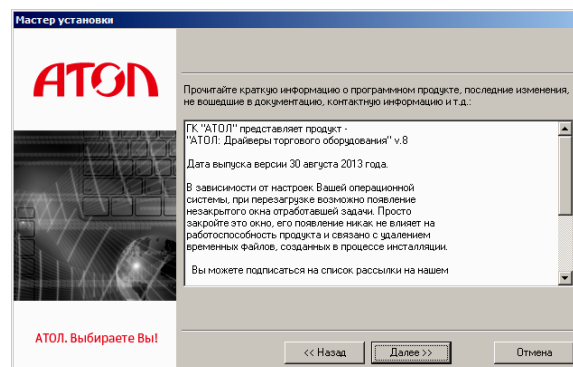 Мастер установки
АТОЛ
Прочитайте краткую информацию о программном продукте, последние изменения,
не вошедшие в документацию, контактную информацию и т.д.:
ГК "АТОЛ" представляет продукт -
"АТОЛ: Драйверы торгового оборудования" v.8
Дата выпуска версии 30 августа 2013 года.
В зависимости от настроек Вашей операционной
системы, при перезагрузке возможно появление
незакрытого окна отработавшей задачи. Просто
закройте это окно, его появление никак не влияет на
работоспособность продукта и связано с удалением
временных файлов, созданных в процессе инсталляции.
Вы можете подписаться на список рассылки на нашем
АТОЛ. Выбираете Вы!
<< Назад
Далее >>
Отмена